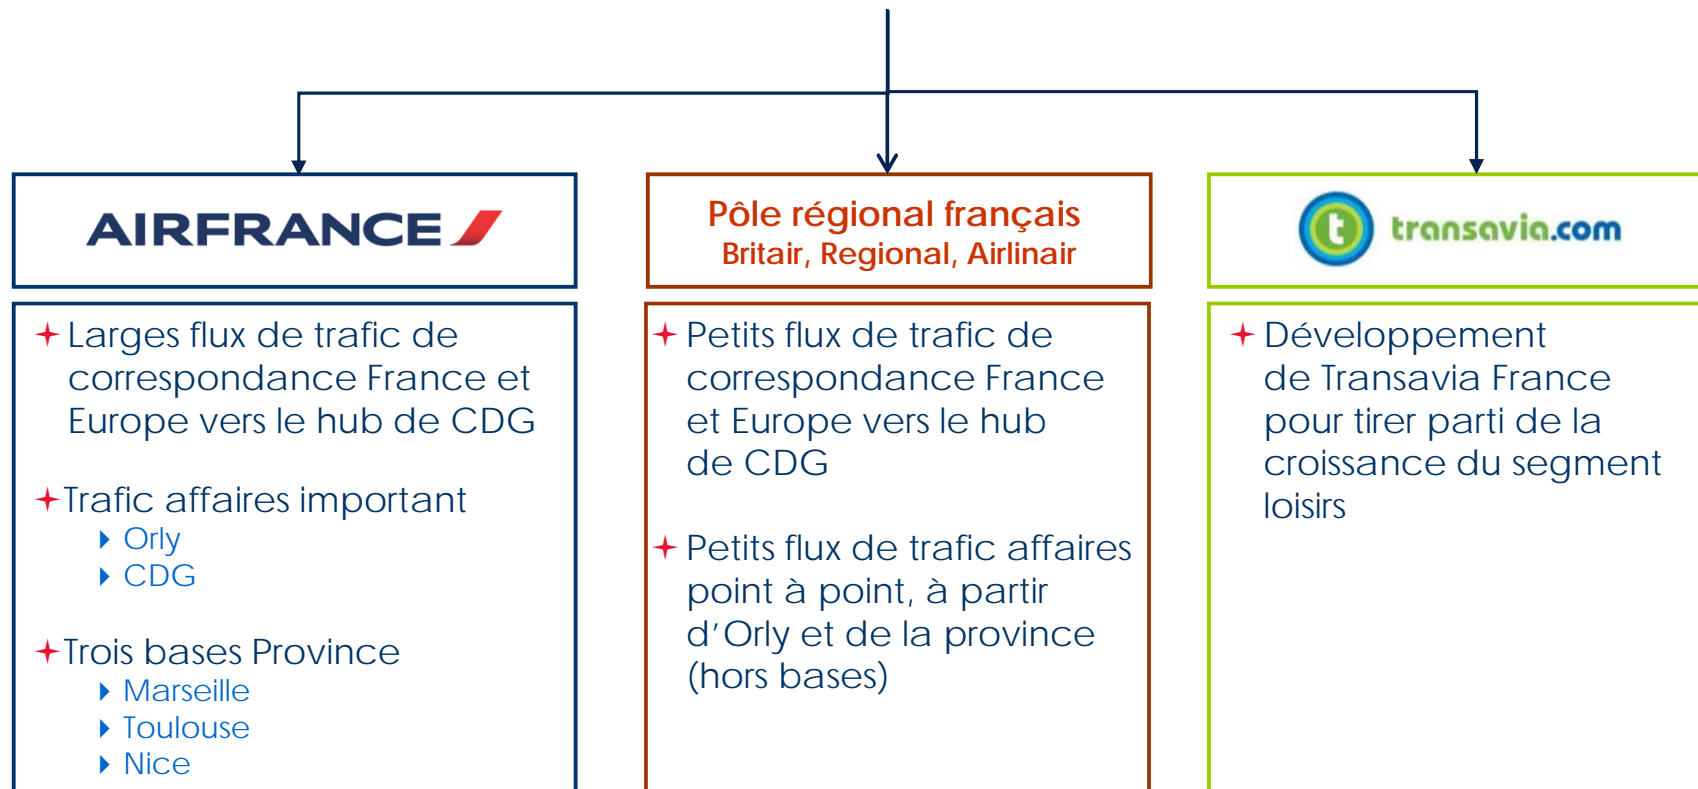 AIRFRANCE
Larges flux de trafic de
correspondance France et
Europe vers le hub de CDG
Trafic affaires important
Orly
CDG
Trois bases Province
Marseille
Toulouse
Nice
Pôle régional français
Britair, Regional, Airlinair
Petits flux de trafic de
correspondance France
et Europe vers le hub
de CDG
Petits flux de trafic affaires
point à point, à partir
d’Orly et de la province
(hors bases)
t transavia.com
Développement
de Transavia France
pour tirer parti de la
croissance du segment
loisirs